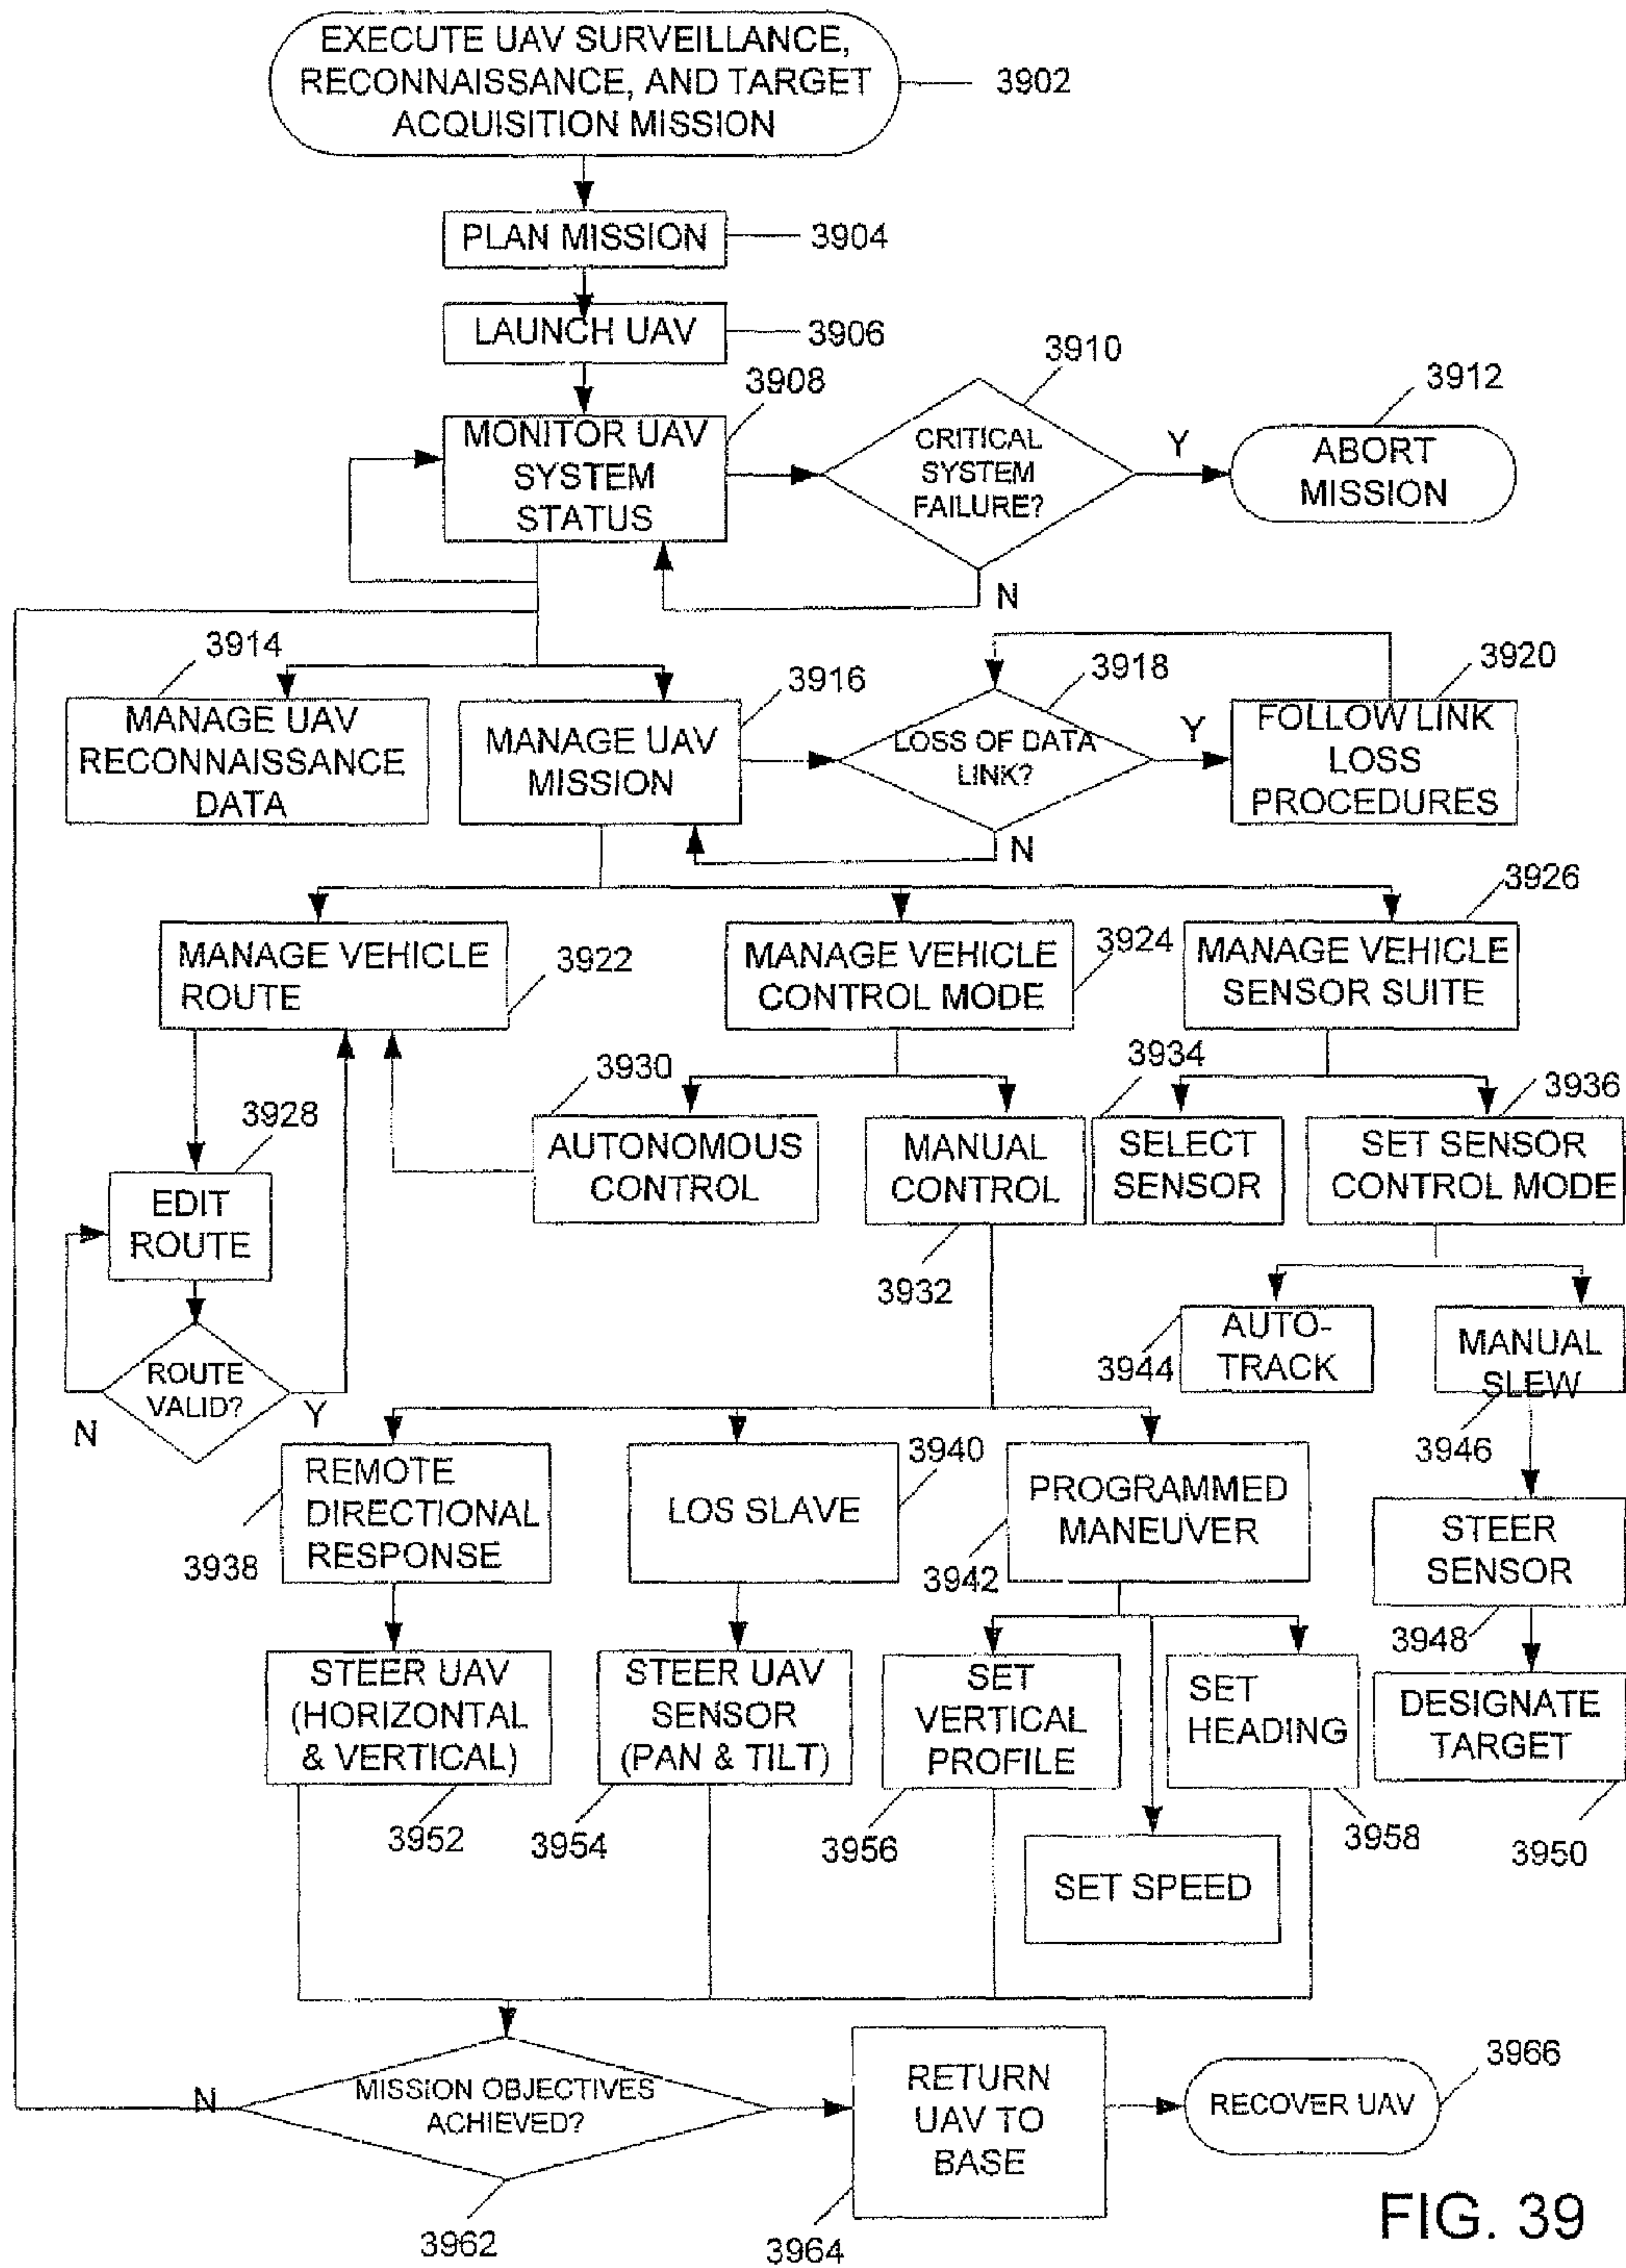 EXECUTE UAV SURVEILLANCE,
RECONNAISSANCE, AND TARGET
ACQUISITION MISSION
3902
PLAN MISSION
3904
LAUNCH UAV
3906
3908
MONITOR UAV
SYSTEM
STATUS
3910
CRITICAL
SYSTEM
FAILURE?
Y
N
3912
ABORT
MISSION
3914
MANAGE UAV
RECONNAISSANCE
DATA
3916
MANAGE UAV
MISSION
3918
LOSS OF DATA
LINK?
Y
N
3920
FOLLOW LINK
LOSS
PROCEDURES
MANAGE VEHICLE
ROUTE
3922
MANAGE VEHICLE
CONTROL MODE
3924
3926
MANAGE VEHICLE
SENSOR SUITE
3928
EDIT
ROUTE
ROUTE
VALID?
N
Y
3930
AUTONOMOUS
CONTROL
MANUAL
CONTROL
3932
3934
SELECT
SENSOR
3936
SET SENSOR
CONTROL MODE
AUTO-
TRACK
3944
MANUAL
SLEW
3946
REMOTE
DIRECTIONAL
RESPONSE
3938
3940
LOS SLAVE
PROGRAMMED
MANEUVER
3942
STEER
SENSOR
3948
STEER UAV
(HORIZONTAL
& VERTICAL)
3952
STEER UAV
SENSOR
(PAN & TILT)
3954
SET
VERTICAL
PROFILE
3956
SET
HEADING
3958
DESIGNATE
TARGET
3950
SET SPEED
N
MISSION OBJECTIVES
ACHIEVED?
3962
RETURN
UAV TO
BASE
3964
RECOVER UAV
3966
FIG. 39